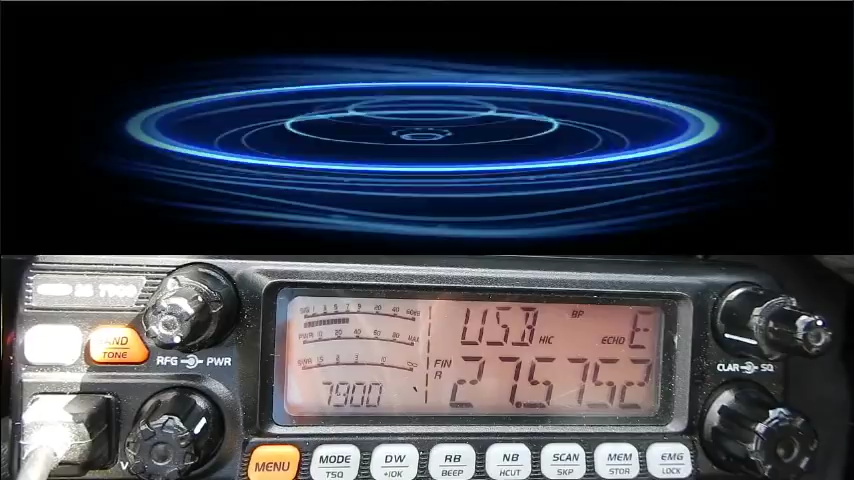 USB HIC BP ECHO E
FIN
R
27.5752
7900
BAND
TONE
RFG PWR
CLAR SQ
V
MENU
MODE
TSQ
DW
+10K
RB
BEEP
NB
HCUT
SCAN
SKP
MEM
STOR
EMG
LOCK